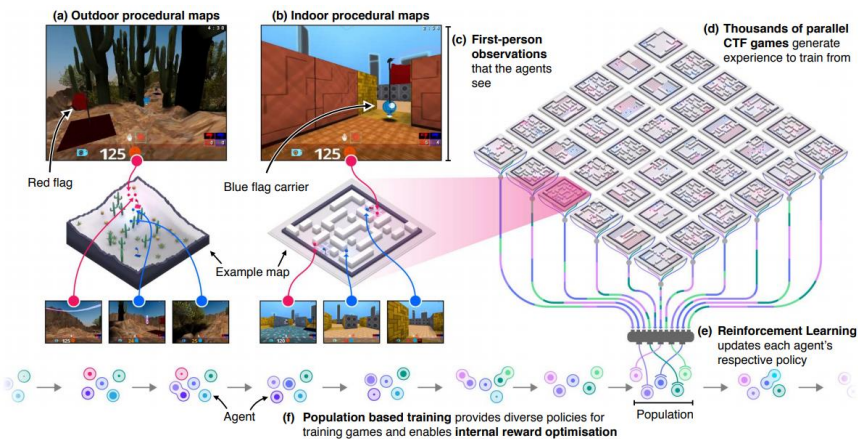 (a) Outdoor procedural maps
(b) Indoor procedural maps
(c) First-person
observations
that the agents
see
(d) Thousands of parallel
CTF games generate
experience to train from
125
125
Red flag
Blue flag carrier
Example map
(e) Reinforcement Learning
updates each agent's
respective policy
Agent
Population
(f) Population based training provides diverse policies for
training games and enables internal reward optimisation